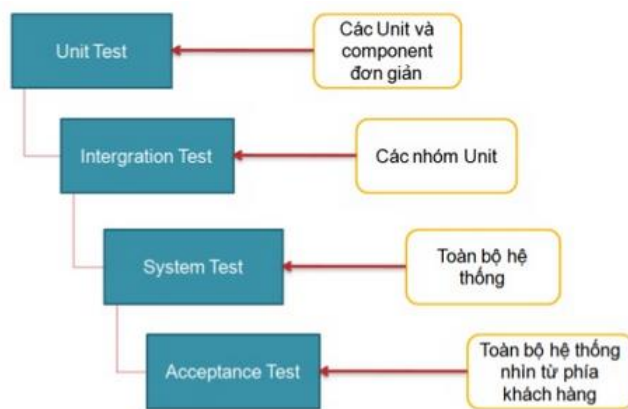 Unit Test
Các Unit và
component
đơn giản
Intergration Test
Các nhóm Unit
System Test
Toàn bộ hệ
thống
Acceptance Test
Toàn bộ hệ thống
nhìn từ phía
khách hàng